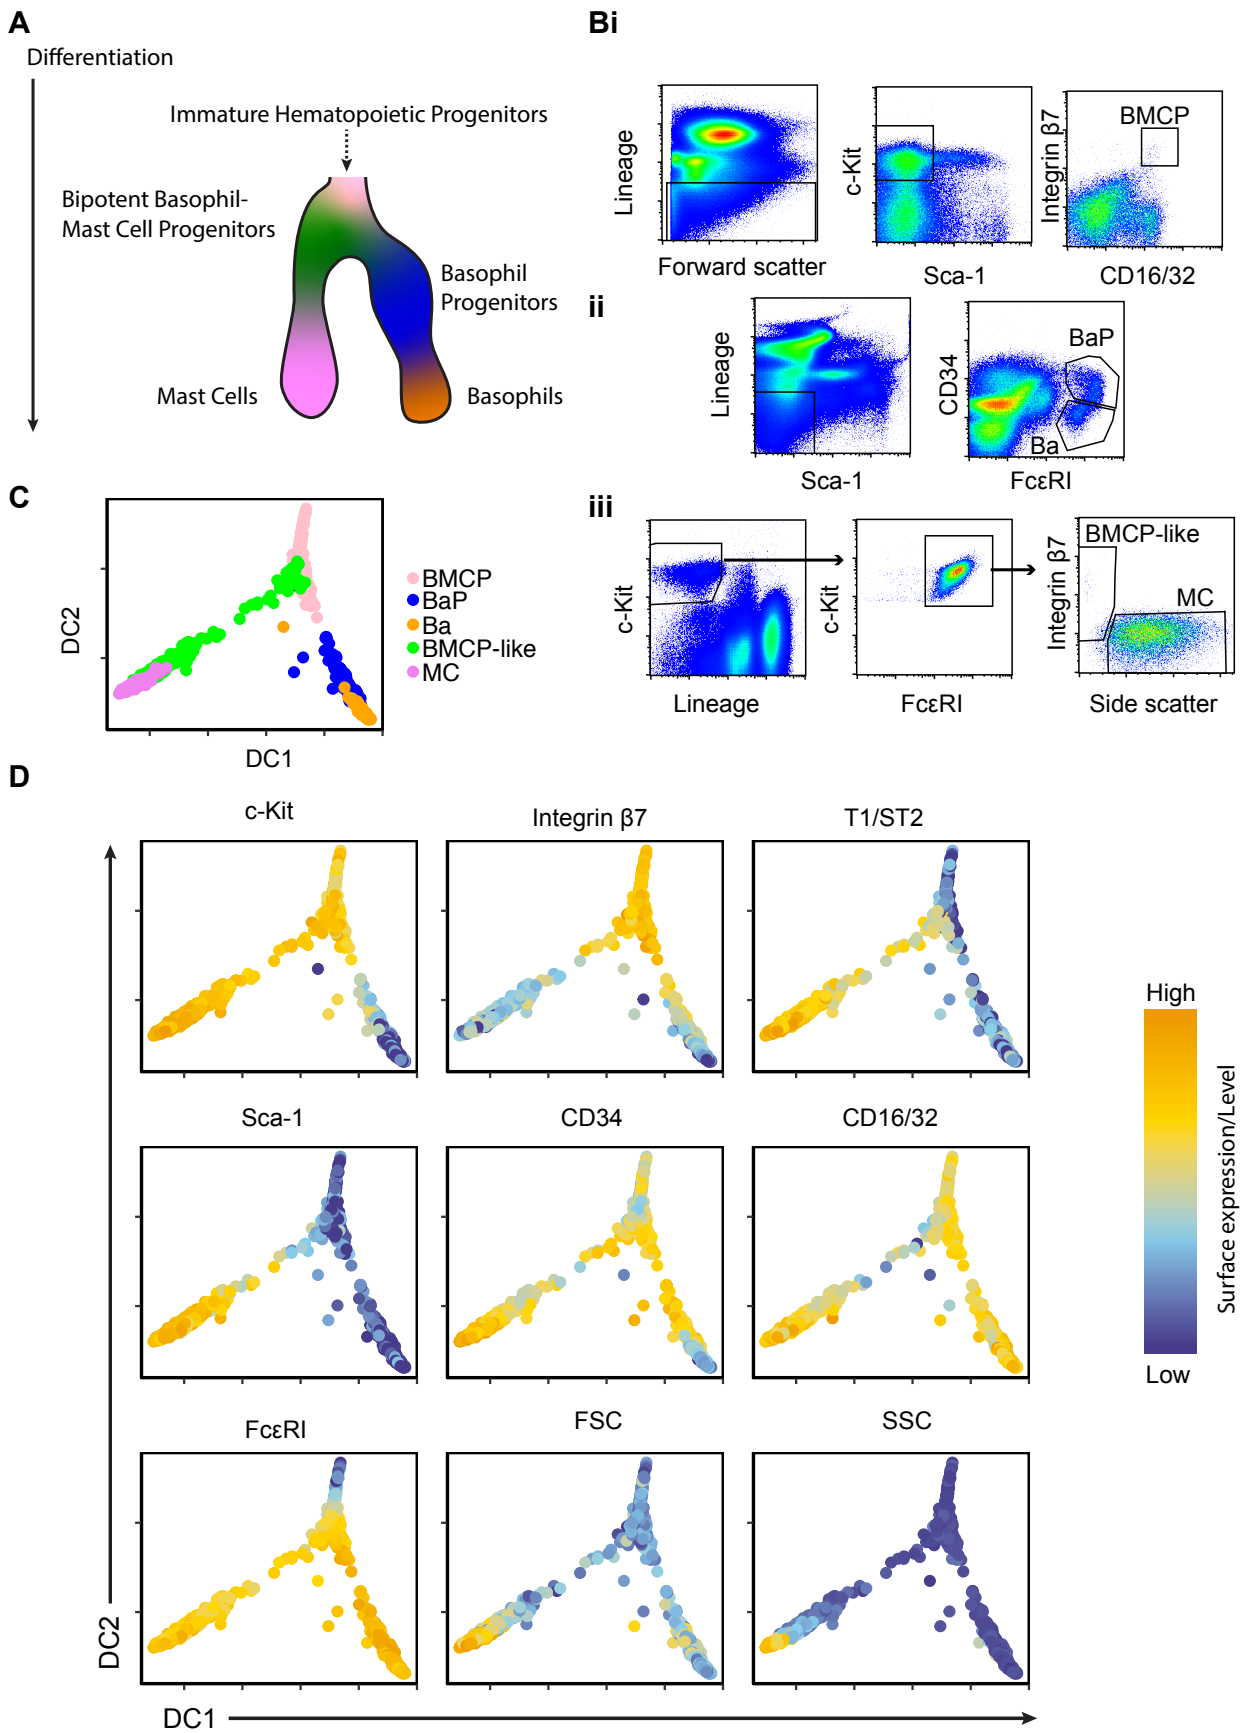 A
Differentiation
Immature Hematopoietic Progenitors
Bipotent Basophil-
Mast Cell Progenitors
Basophil
Progenitors
Mast Cells
Basophils
Bi
Lineage
Forward scatter
c-Kit
Sca-1
Integrin β7
BMCP
CD16/32
ii
Lineage
Sca-1
CD34
BaP
Ba
FcεRI
C
DC2
DC1
BMCP
BaP
Ba
BMCP-like
MC
iii
c-Kit
Lineage
c-Kit
FcεRI
Integrin β7
BMCP-like
MC
Side scatter
D
c-Kit
Integrin β7
T1/ST2
Sca-1
CD34
CD16/32
FcεRI
FSC
SSC
DC2
DC1
High
Surface expression/Level
Low